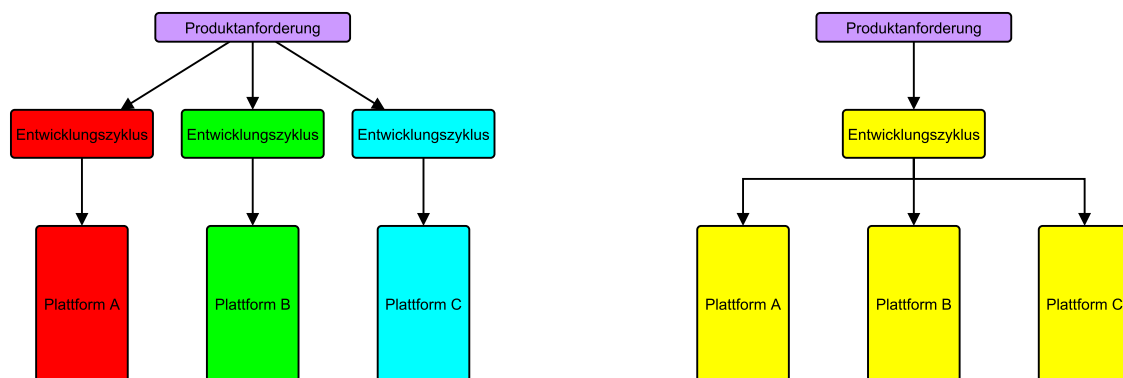 Produktanforderung
Produktanforderung
Entwicklungszyklus
Entwicklungszyklus
Entwicklungszyklus
Entwicklungszyklus
Plattform A
Plattform B
Plattform C
Plattform A
Plattform B
Plattform C